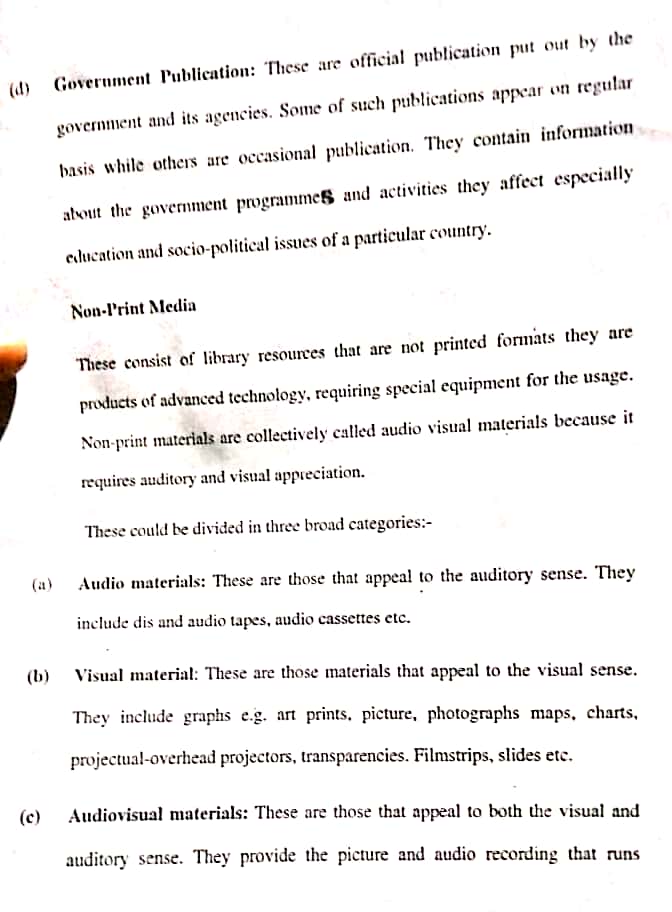 (d) Government Publication: These are official publication put out by the
government and its agencies. Some of such publications appear on regular
basis while others are occasional publication. They contain information
about the government programmes and activities they affect especially
education and socio-political issues of a particular country.
Non-Print Media
These consist of library resources that are not printed formats they are
products of advanced technology, requiring special equipment for the usage.
Non-print materials are collectively called audio visual materials because it
requires auditory and visual appreciation.
These could be divided in three broad categories:-
(a) Audio materials: These are those that appeal to the auditory sense. They
include dis and audio tapes, audio cassettes etc.
(b) Visual material: These are those materials that appeal to the visual sense.
They include graphs e.g. art prints, picture, photographs maps, charts,
projectual-overhead projectors, transparencies. Filmstrips, slides etc.
(c) Audiovisual materials: These are those that appeal to both the visual and
auditory sense. They provide the picture and audio recording that runs